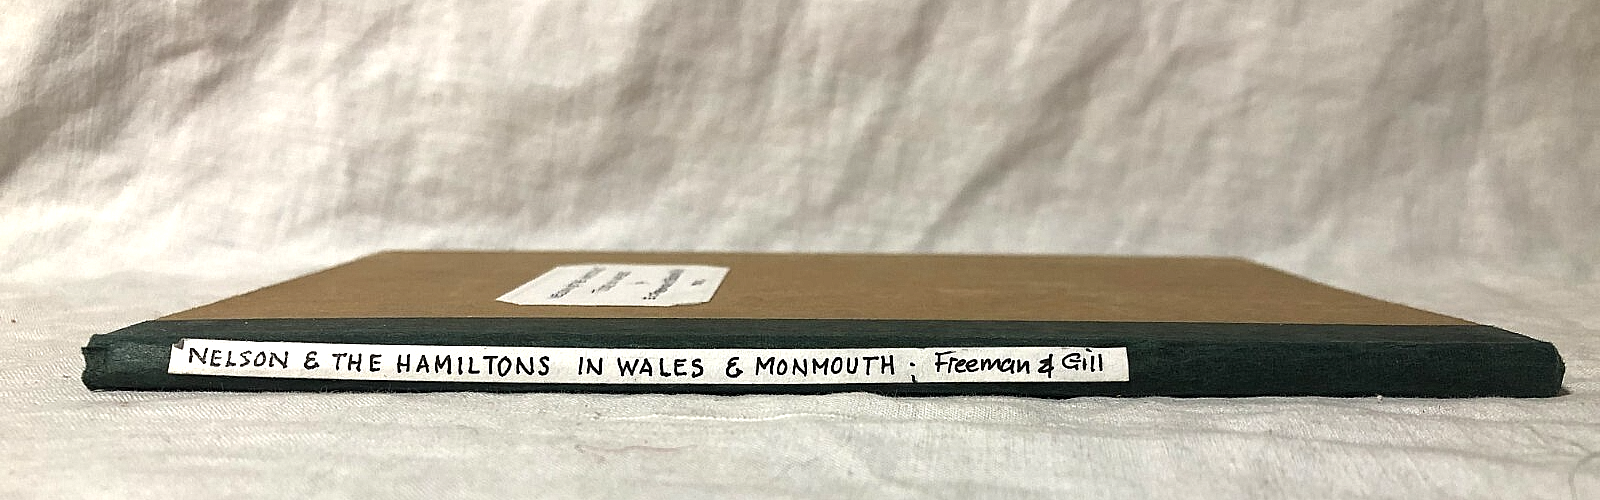 NELSON & THE HAMILTONS IN WALES & MONMOUTH ; Freeman & Gill